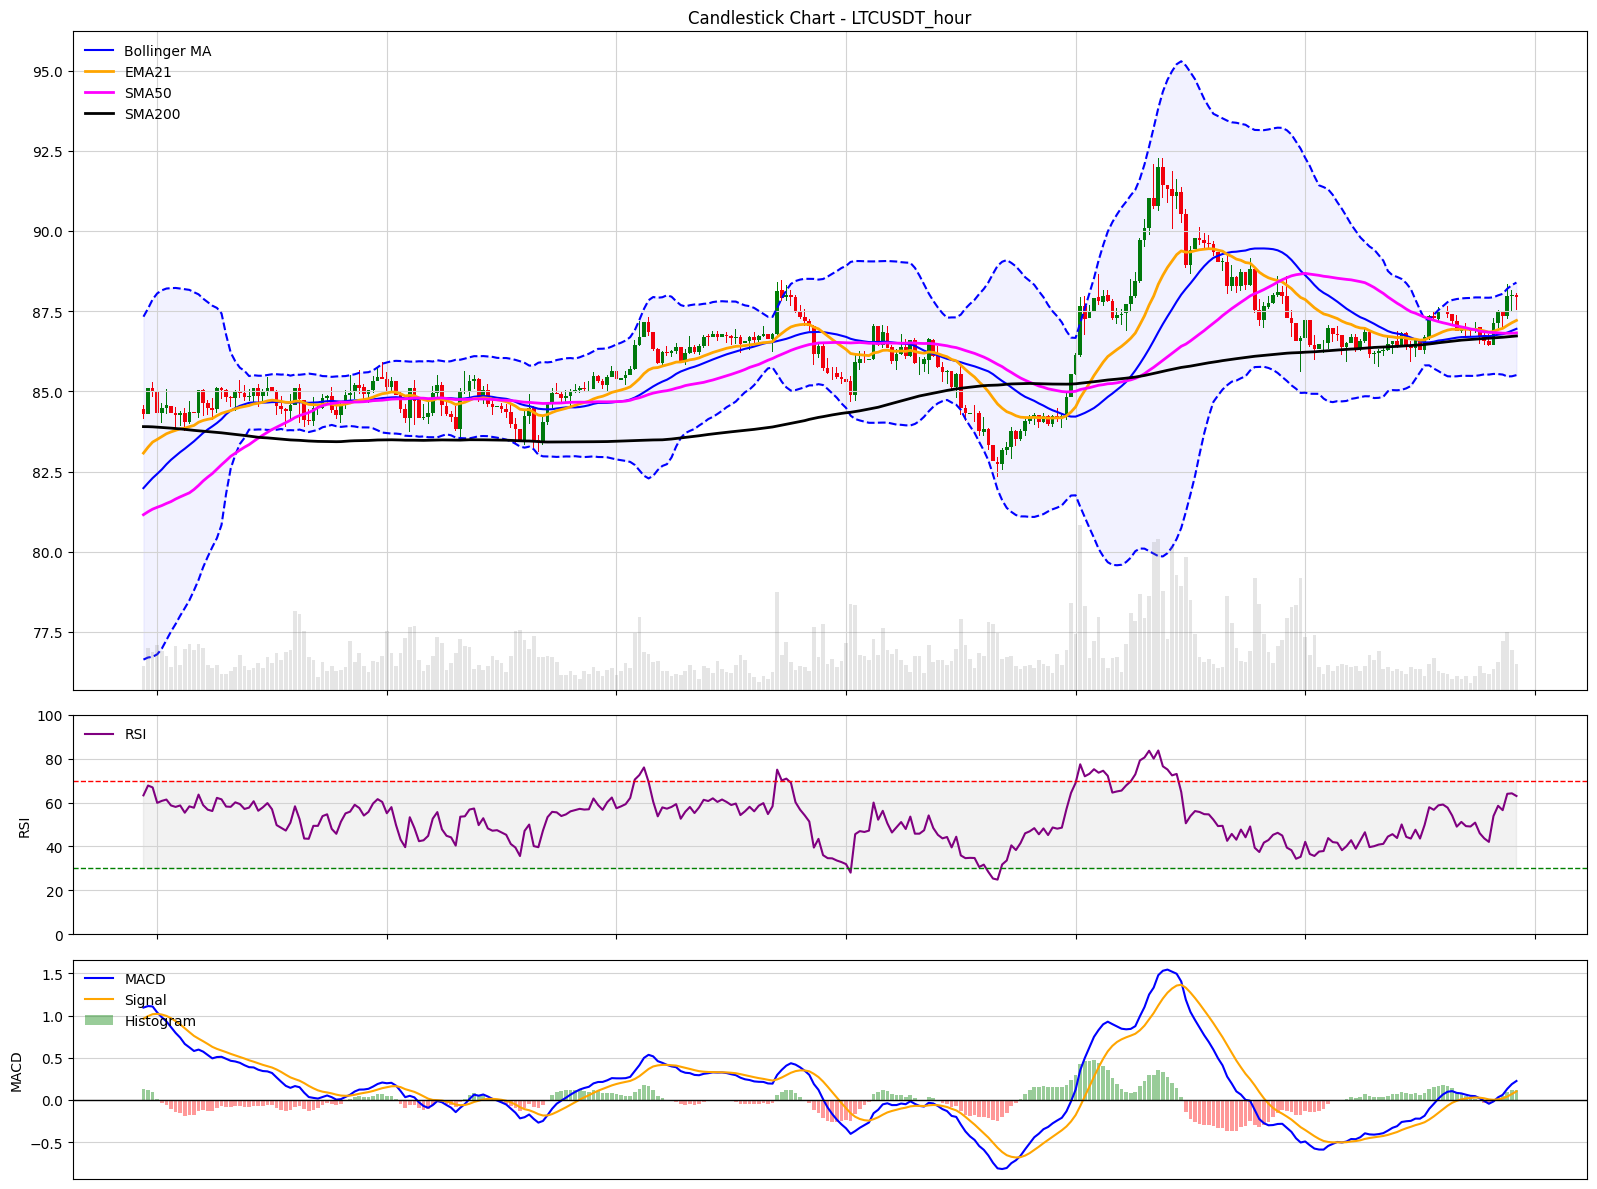 Candlestick Chart - LTCUSDT_hour
Bollinger MA
EMA21
SMA50
SMA200
95.0
92.5
90.0
87.5
85.0
82.5
80.0
77.5
RSI
100
80
60
40
20
0
RSI
MACD
Signal
Histogram
1.5
1.0
0.5
0.0
−0.5
MACD